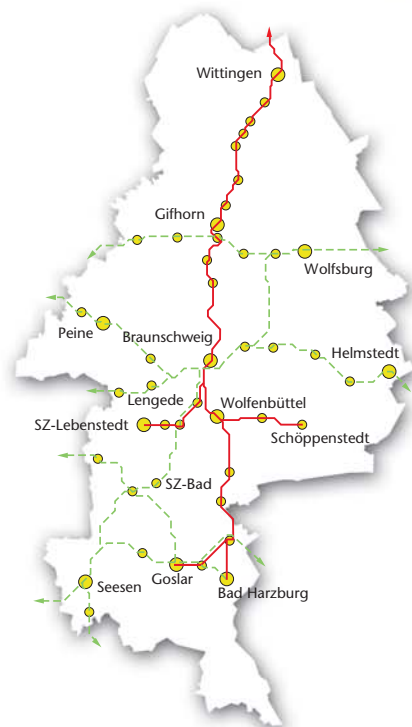 Wittingen
Gifhorn
Wolfsburg
Peine
Braunschweig
Helmstedt
Lengede
Wolfenbüttel
SZ-Lebenstedt
Schöppenstedt
SZ-Bad
Goslar
Seesen
Bad Harzburg